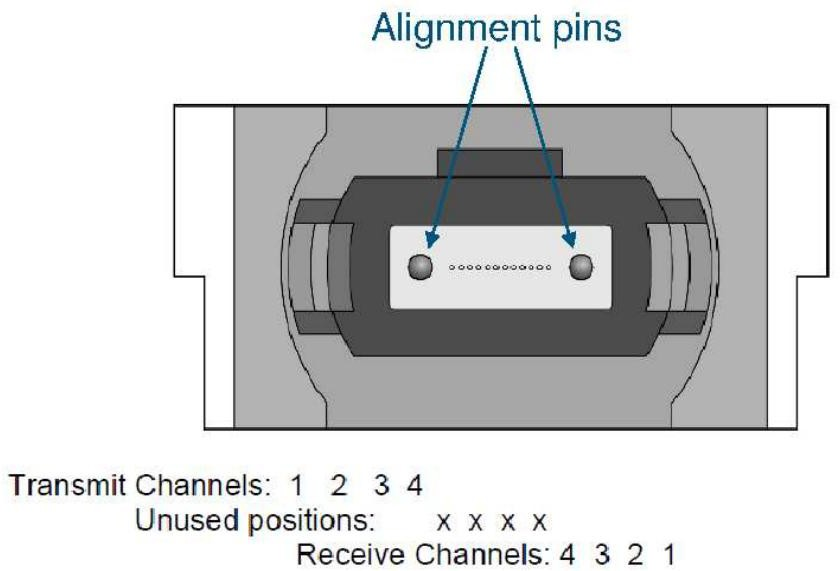 Alignment pins
Transmit Channels: 1 2 3 4
Unused positions: x x x x
Receive Channels: 4 3 2 1